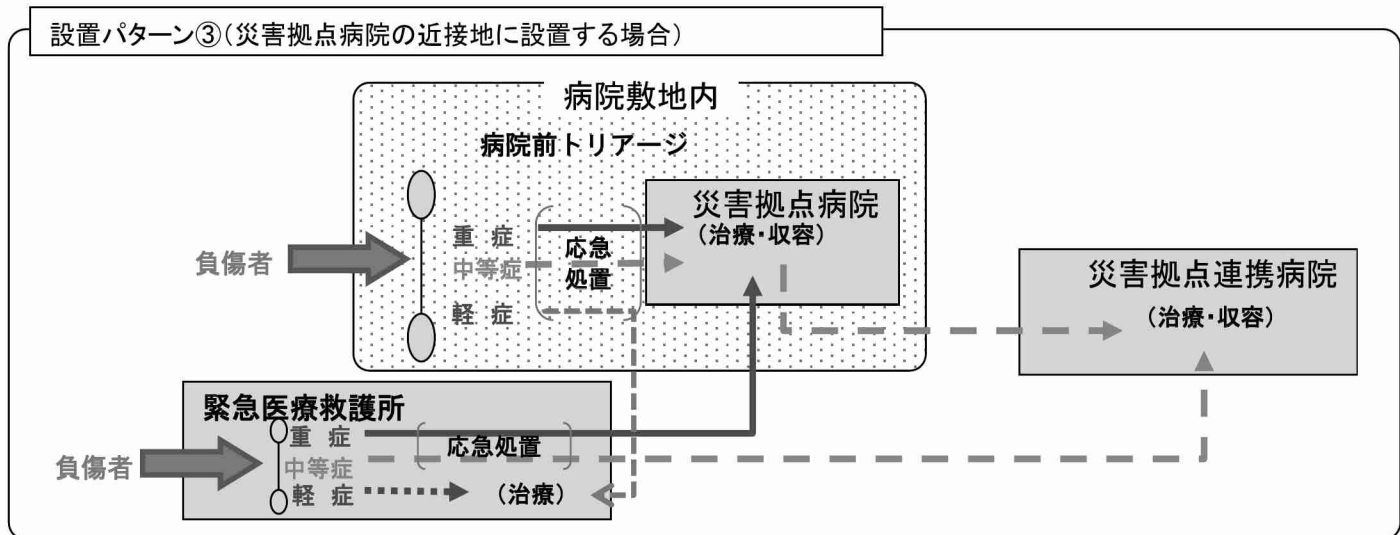 設置パターン③(災害拠点病院の近接地に設置する場合)
病院敷地内
病院前トリアージ
負傷者
重 症
中等症
軽 症
応急
処置
災害拠点病院
(治療・収容)
災害拠点連携病院
(治療・収容)
緊急医療救護所
負傷者
重 症
中等症
軽 症
応急処置
(治療)